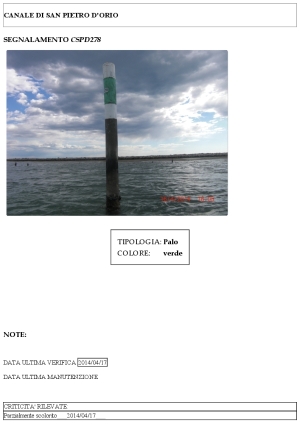 CANALE DI SAN PIETRO D'ORIO
SEGNALAMENTO CSPD278
TIPOLOGIA: Palo
COLORE: verde
NOTE:
DATA ULTIMA VERIFICA 2014/04/17
DATA ULTIMA MANUTENZIONE
CRITICITA' RILEVATE
Parzialmente scolorito 2014/04/17